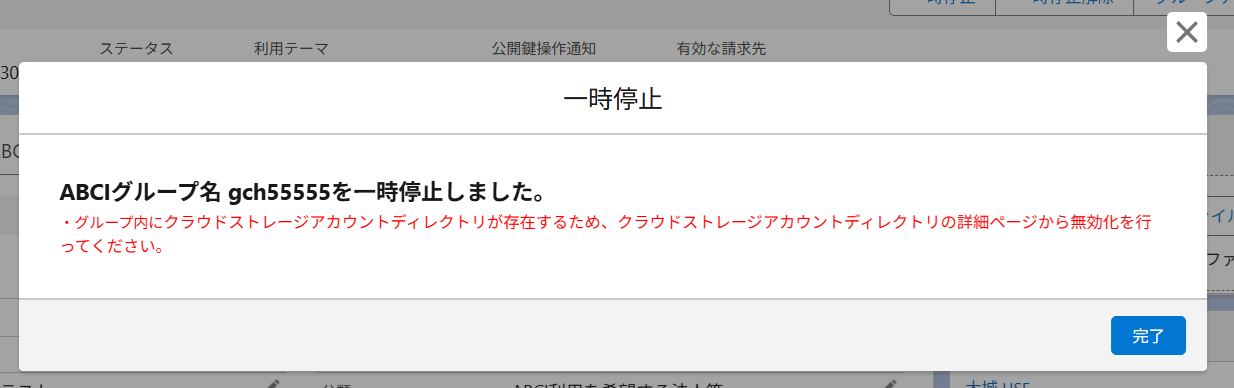 ステータス 利用テーマ 公開鍵操作通知 有効な請求先
30
一時停止
ABCIグループ名 gch55555を一時停止しました。
・グループ内にクラウドストレージアカウントディレクトリが存在するため、クラウドストレージアカウントディレクトリの詳細ページから無効化を行
ってください。
完了